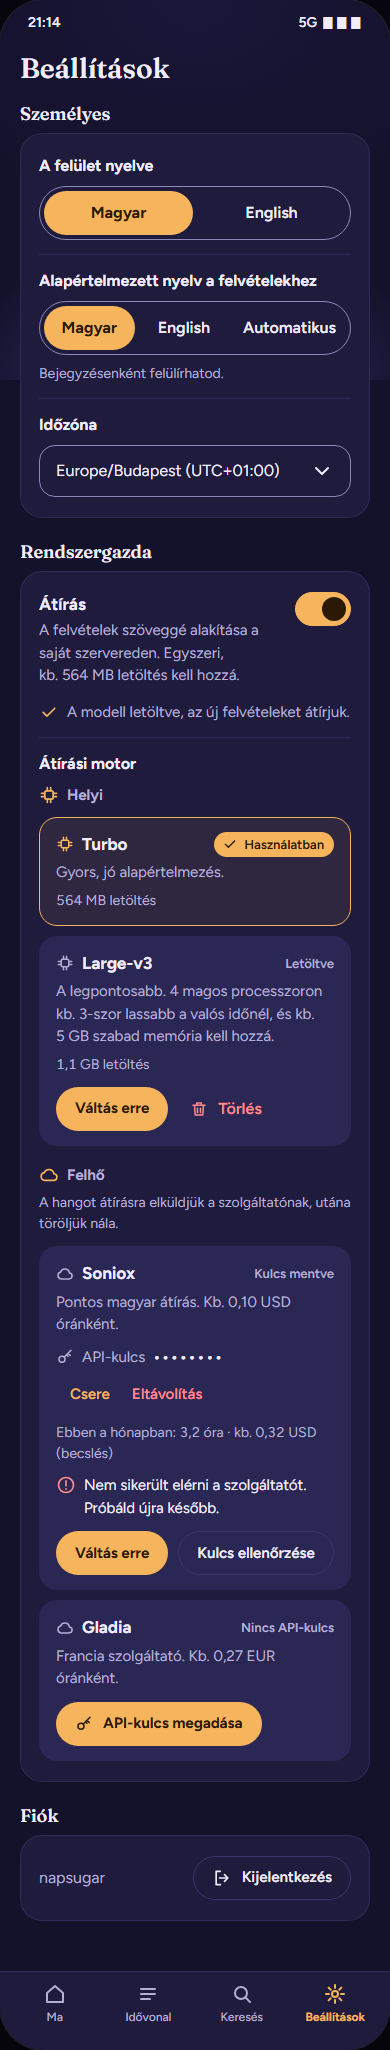 21:14
5G
Beállítások
Személyes
A felület nyelve
Magyar English
Alapértelmezett nyelv a felvételekhez
Magyar English Automatikus
Bejegyzésenként felülírhatod.
Időzóna
Europe/Budapest (UTC+01:00)
Rendszergazda
Átírás
A felvételek szöveggé alakítása a
saját szervereden. Egyszeri,
kb. 564 MB letöltés kell hozzá.
A modell letöltve, az új felvételeket átírjuk.
Átírási motor
Helyi
Turbo Használatban
Gyors, jó alapértelmezés.
564 MB letöltés
Large-v3 Letöltve
A legpontosabb. 4 magos processzoron
kb. 3-szor lassabb a valós időnél, és kb.
5 GB szabad memória kell hozzá.
1,1 GB letöltés
Váltás erre Törlés
Felhő
A hangot átírásra elküldjük a szolgáltatónak, utána
töröljük nála.
Soniox Kulcs mentve
Pontos magyar átírás. Kb. 0,10 USD
óránként.
API-kulcs ••••••••
Csere Eltávolítás
Ebben a hónapban: 3,2 óra · kb. 0,32 USD
(becslés)
Nem sikerült elérni a szolgáltatót.
Próbáld újra később.
Váltás erre Kulcs ellenőrzése
Gladia Nincs API-kulcs
Francia szolgáltató. Kb. 0,27 EUR
óránként.
API-kulcs megadása
Fiók
napsugar Kijelentkezés
Ma Idővonal Keresés Beállítások